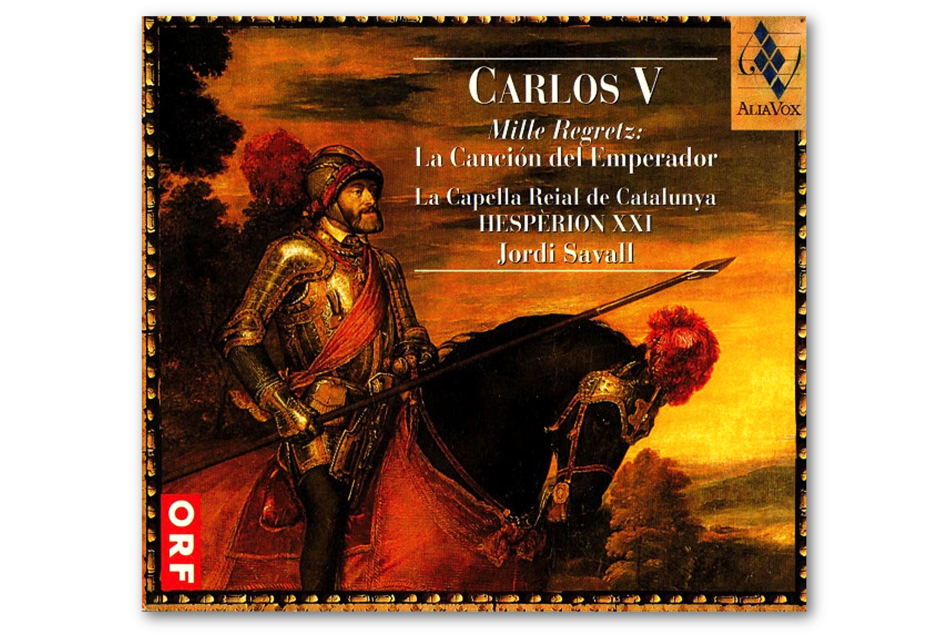 CARLOS V
Mille Regretz:
La Canción del Emperador
La Capella Reial de Catalunya
HESPÈRION XXI
Jordi Savall
ALIAVOX
ORF